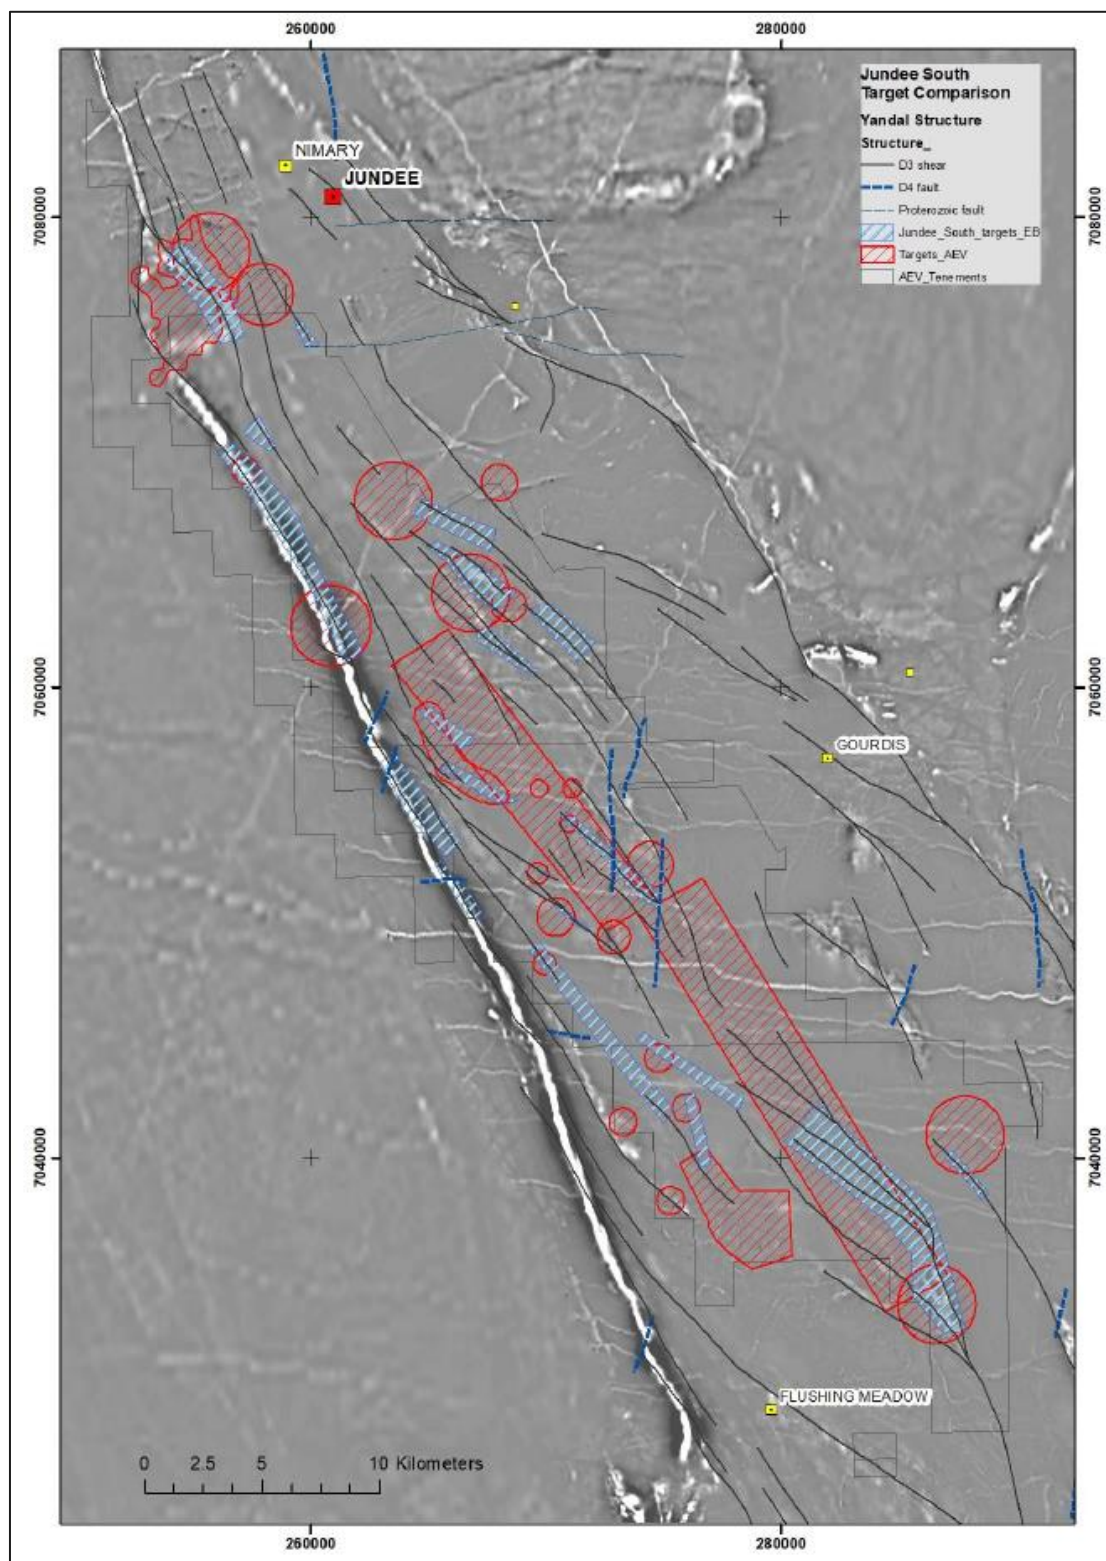 260000
280000
Jundee South
Target Comparison
Yandal Structure
Structure_
D3 shear
D4 fault
Proterozoic fault
Jundee_South_targets_EB
Targets_AEV
AEV_Tenements
NIMARY
JUNDEE
7080000
7080000
7060000
7060000
GOURDIS
7040000
7040000
FLUSHING MEADOW
0 2.5 5 10 Kilometers
260000
280000